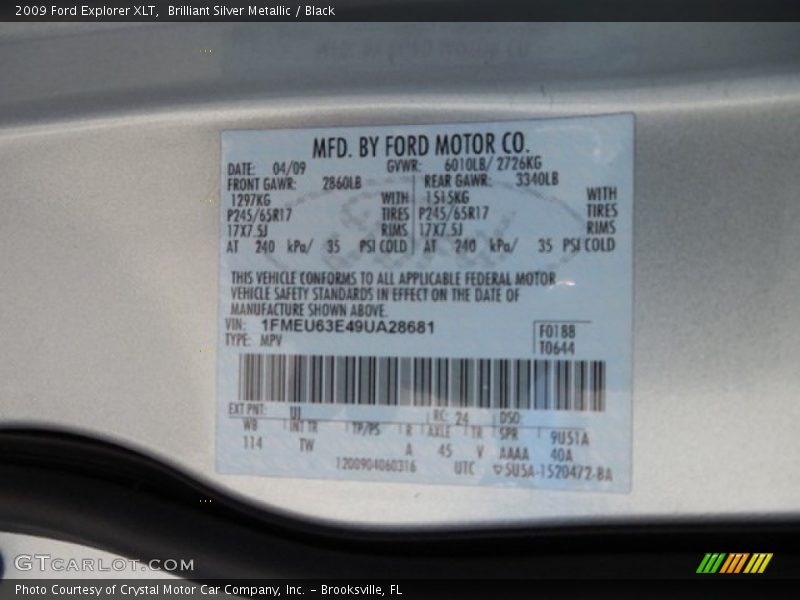 2009 Ford Explorer XLT,  Brilliant Silver Metallic / Black
MFD. BY FORD MOTOR CO.
DATE: 04/09 GVWR: 6010LB/ 2726KG
FRONT GAWR: 2860LB REAR GAWR: 3340LB
1297KG WITH 1515KG WITH
P245/65R17 TIRES P245/65R17 TIRES
17X7.5J RIMS 17X7.5J RIMS
AT 240 kPa/ 35 PSI COLD AT 240 kPa/ 35 PSI COLD
THIS VEHICLE CONFORMS TO ALL APPLICABLE FEDERAL MOTOR
VEHICLE SAFETY STANDARDS IN EFFECT ON THE DATE OF
MANUFACTURE SHOWN ABOVE.
VIN: 1FMEU63E49UA28681 F0188
TYPE: MPV T0644
EXT PNT: UI RC: 24 DSO:
WB INT TR TP/PS R AXLE TR SPR 9U51A
114 TW A 45 V AAAA 40A
1200904060316 UTC 5U5A-1520472-BA
GTCARLOT.COM
Photo Courtesy of Crystal Motor Car Company, Inc. – Brooksville, FL